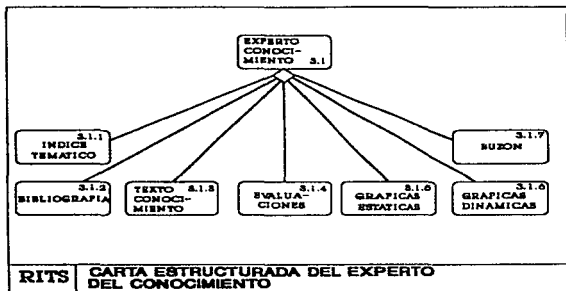 EXPERTO
CONOCI-
MIENTO 3.1
3.1.1
INDICE
TEMATICO
3.1.7
BUZON
3.1.2
BIBLIOGRAFIA
3.1.3
TEXTO
CONOCI-
MIENTO
3.1.4
EVALUA-
CIONES
3.1.5
GRAFICAS
ESTATICAS
3.1.6
GRAFICAS
DINAMICAS
RITS
CARTA ESTRUCTURADA DEL EXPERTO
DEL CONOCIMIENTO